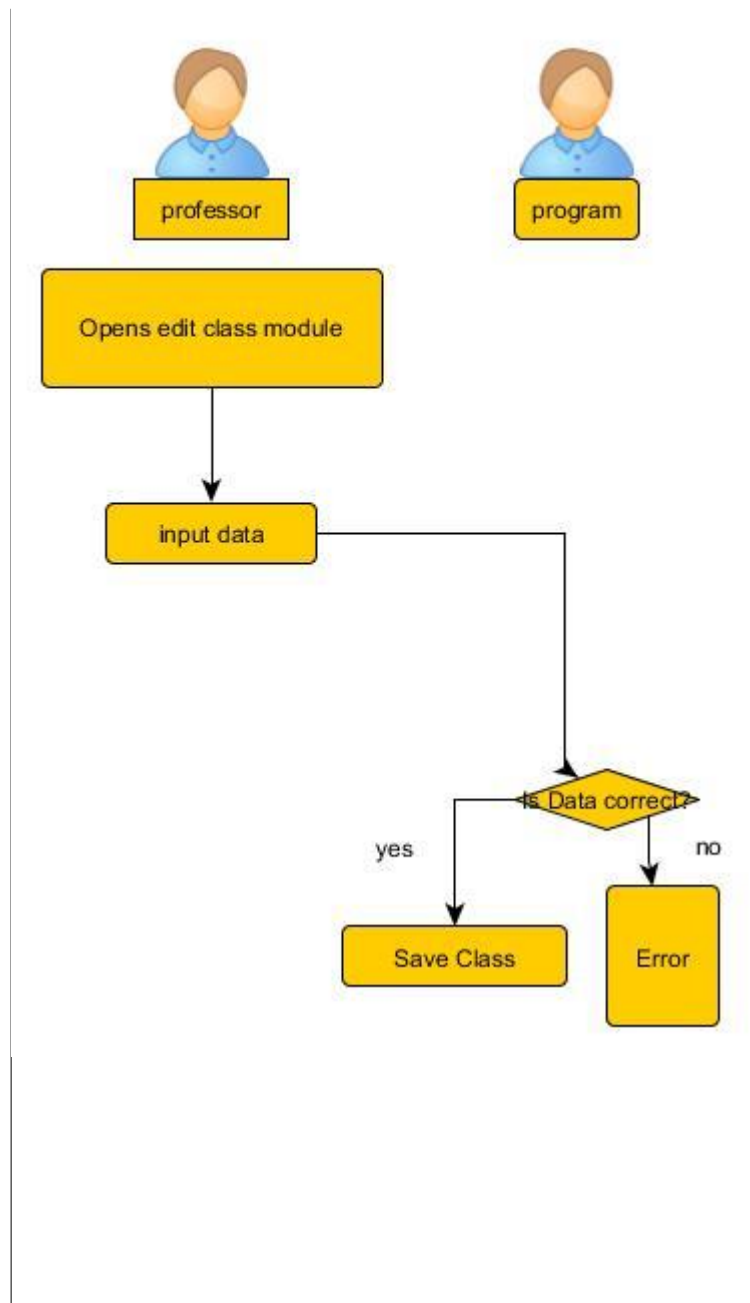 professor
program
Opens edit class module
input data
Is Data correct?
yes
no
Save Class
Error